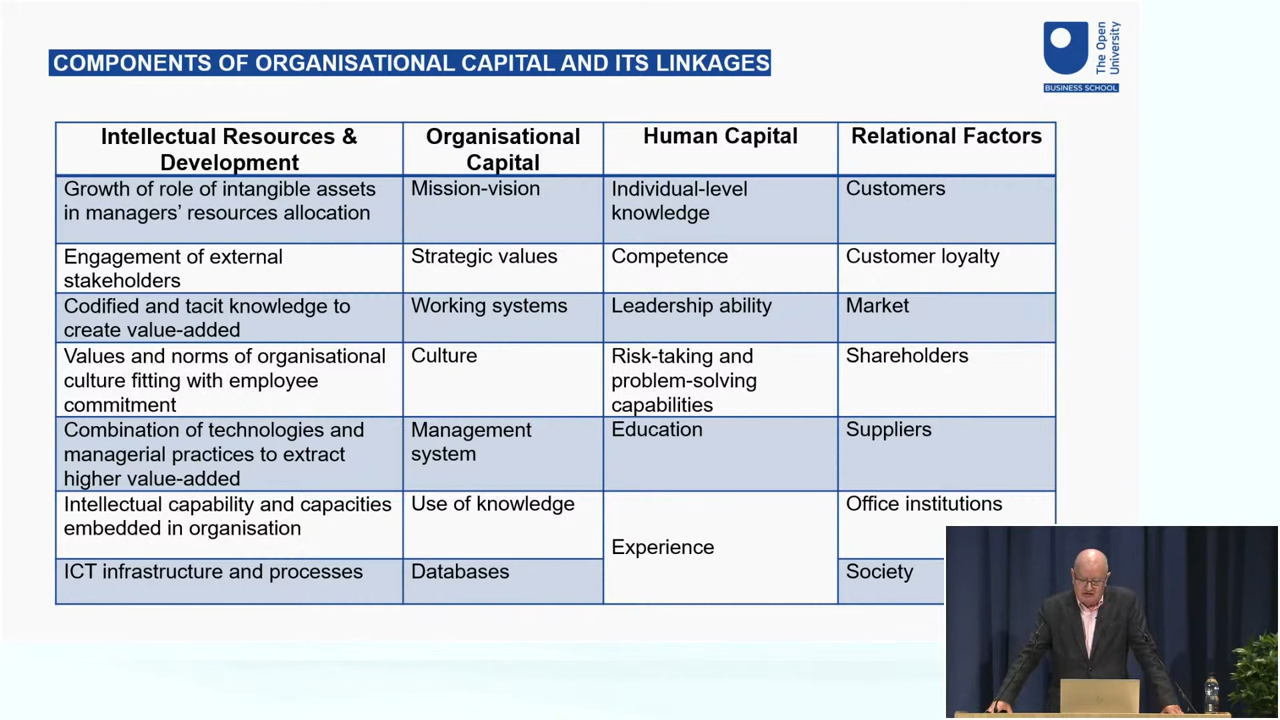 COMPONENTS OF ORGANISATIONAL CAPITAL AND ITS LINKAGES
The Open
University
BUSINESS SCHOOL
Intellectual Resources &
Development
Organisational
Capital
Human Capital
Relational Factors
Growth of role of intangible assets
in managers' resources allocation
Mission-vision
Individual-level
knowledge
Customers
Engagement of external
stakeholders
Strategic values
Competence
Customer loyalty
Codified and tacit knowledge to
create value-added
Working systems
Leadership ability
Market
Values and norms of organisational
culture fitting with employee
commitment
Culture
Risk-taking and
problem-solving
capabilities
Shareholders
Combination of technologies and
managerial practices to extract
higher value-added
Management
system
Education
Suppliers
Intellectual capability and capacities
embedded in organisation
Use of knowledge
Experience
Office institutions
ICT infrastructure and processes
Databases
Society